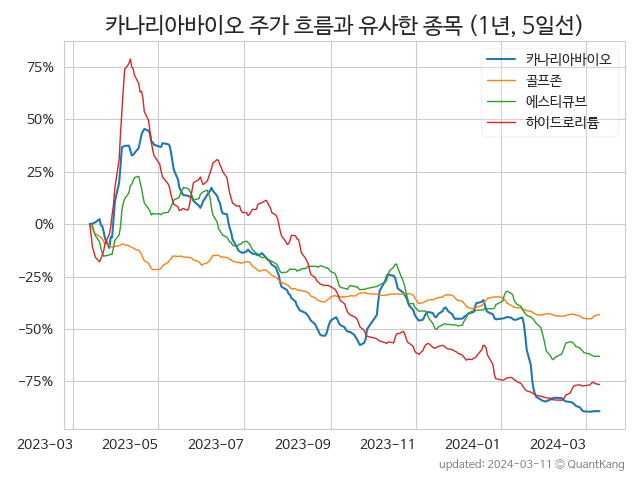 카나리아바이오 주가 흐름과 유사한 종목 (1년, 5일선)
카나리아바이오
골프존
에스티큐브
하이드로리튬
75%
50%
25%
0%
−25%
−50%
−75%
2023-03 2023-05 2023-07 2023-09 2023-11 2024-01 2024-03
updated: 2024-03-11 © QuantKang